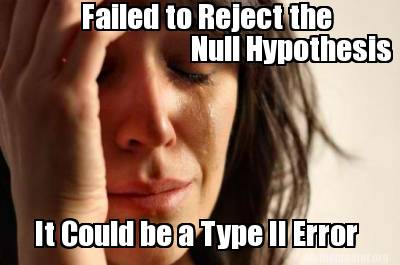 Failed to Reject the
Null Hypothesis
It Could be a Type II Error